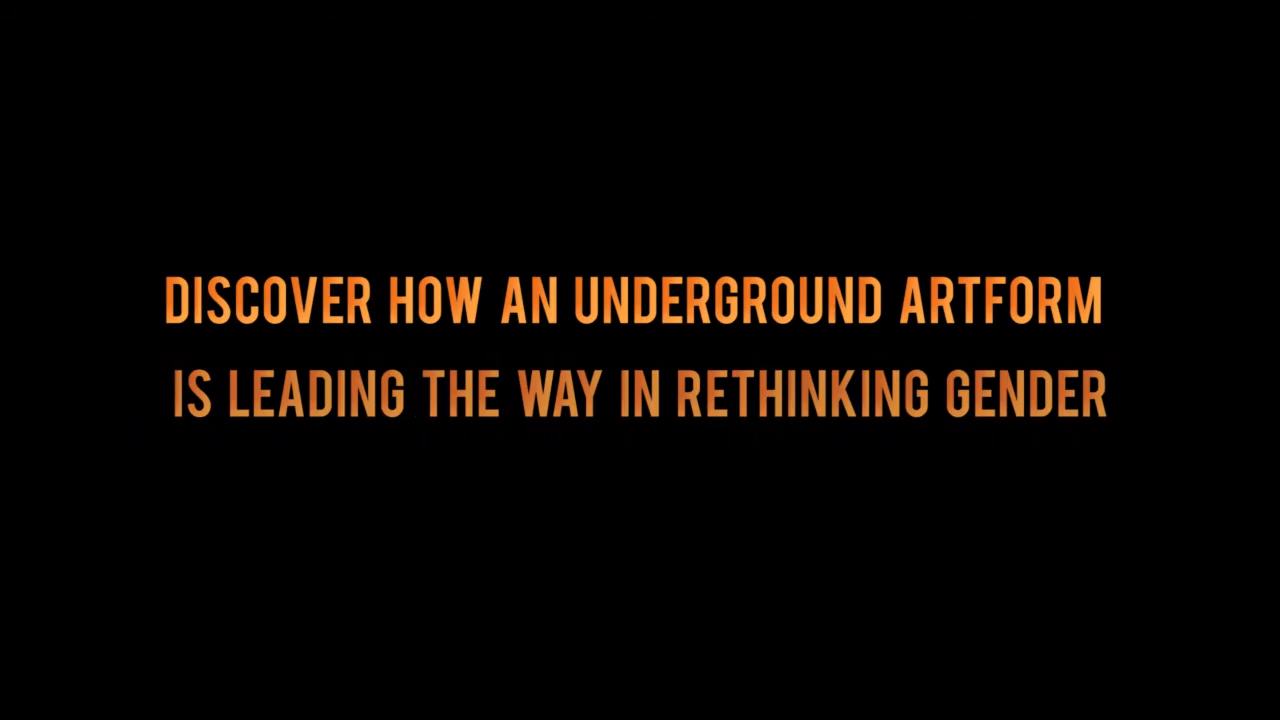 DISCOVER HOW AN UNDERGROUND ARTFORM
IS LEADING THE WAY IN RETHINKING GENDER